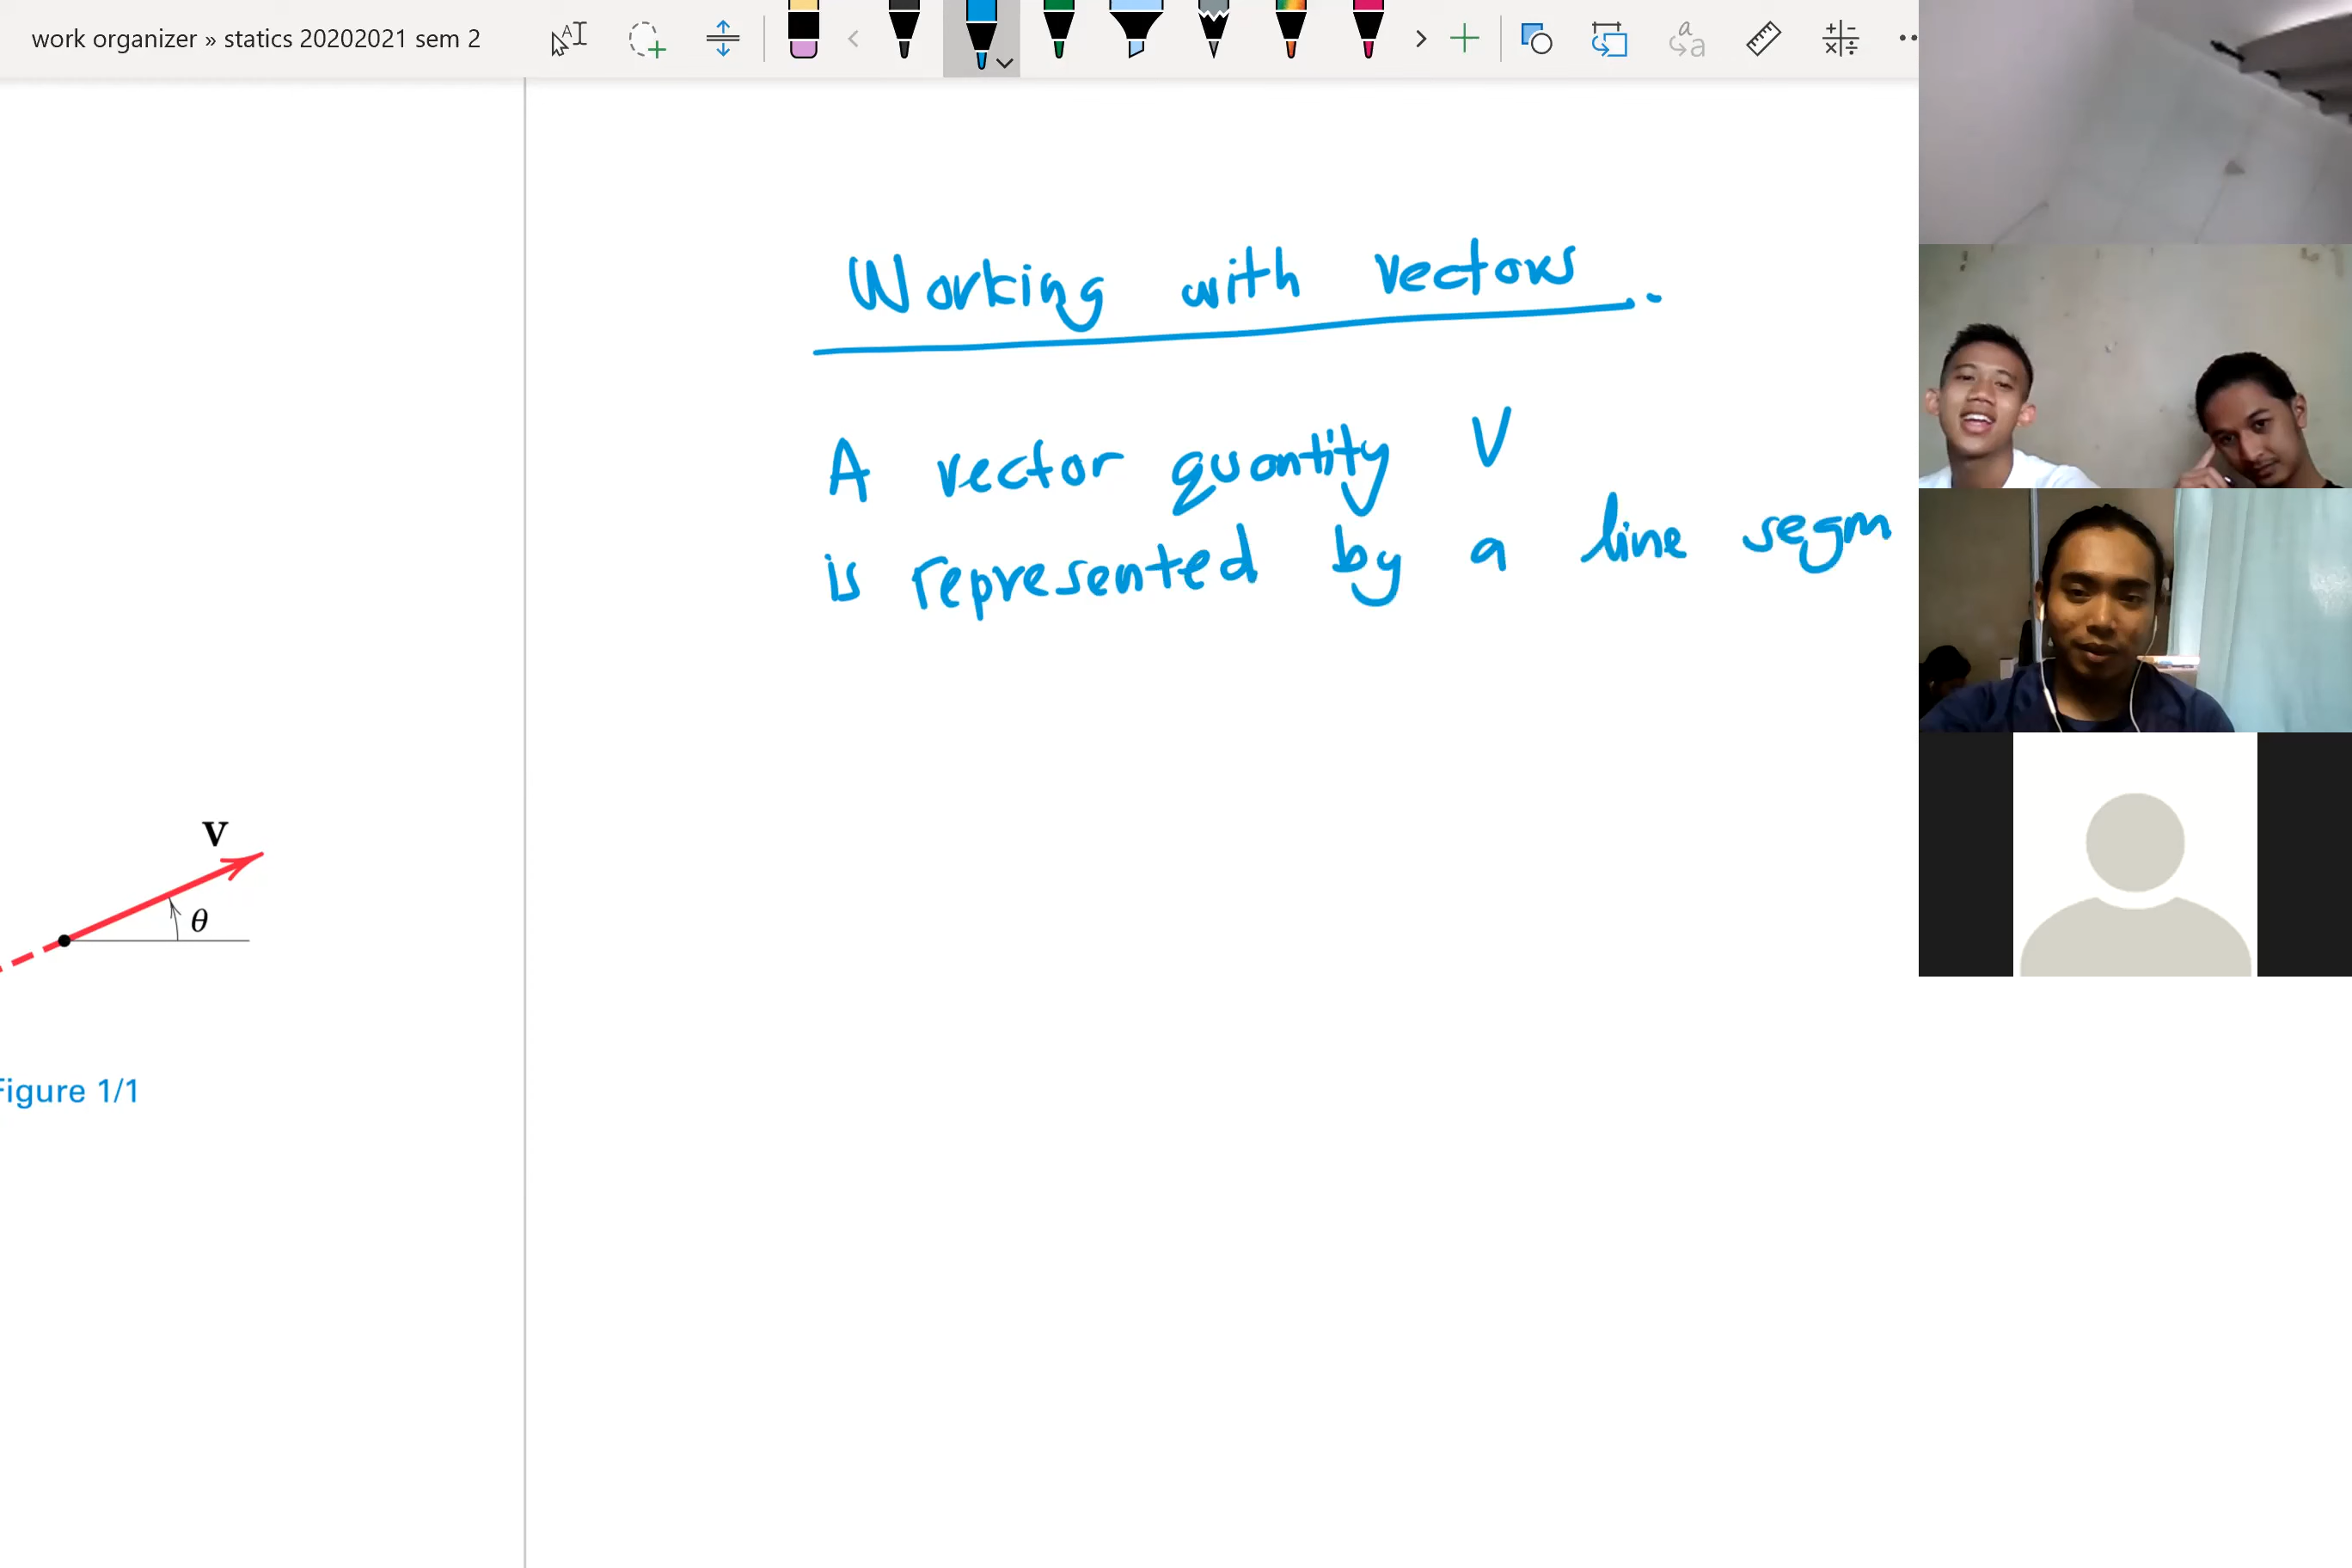 work organizer » statics 20202021 sem 2
Working with vectors.
A vector quantity V
is represented by a line segm
V
θ
Figure 1/1